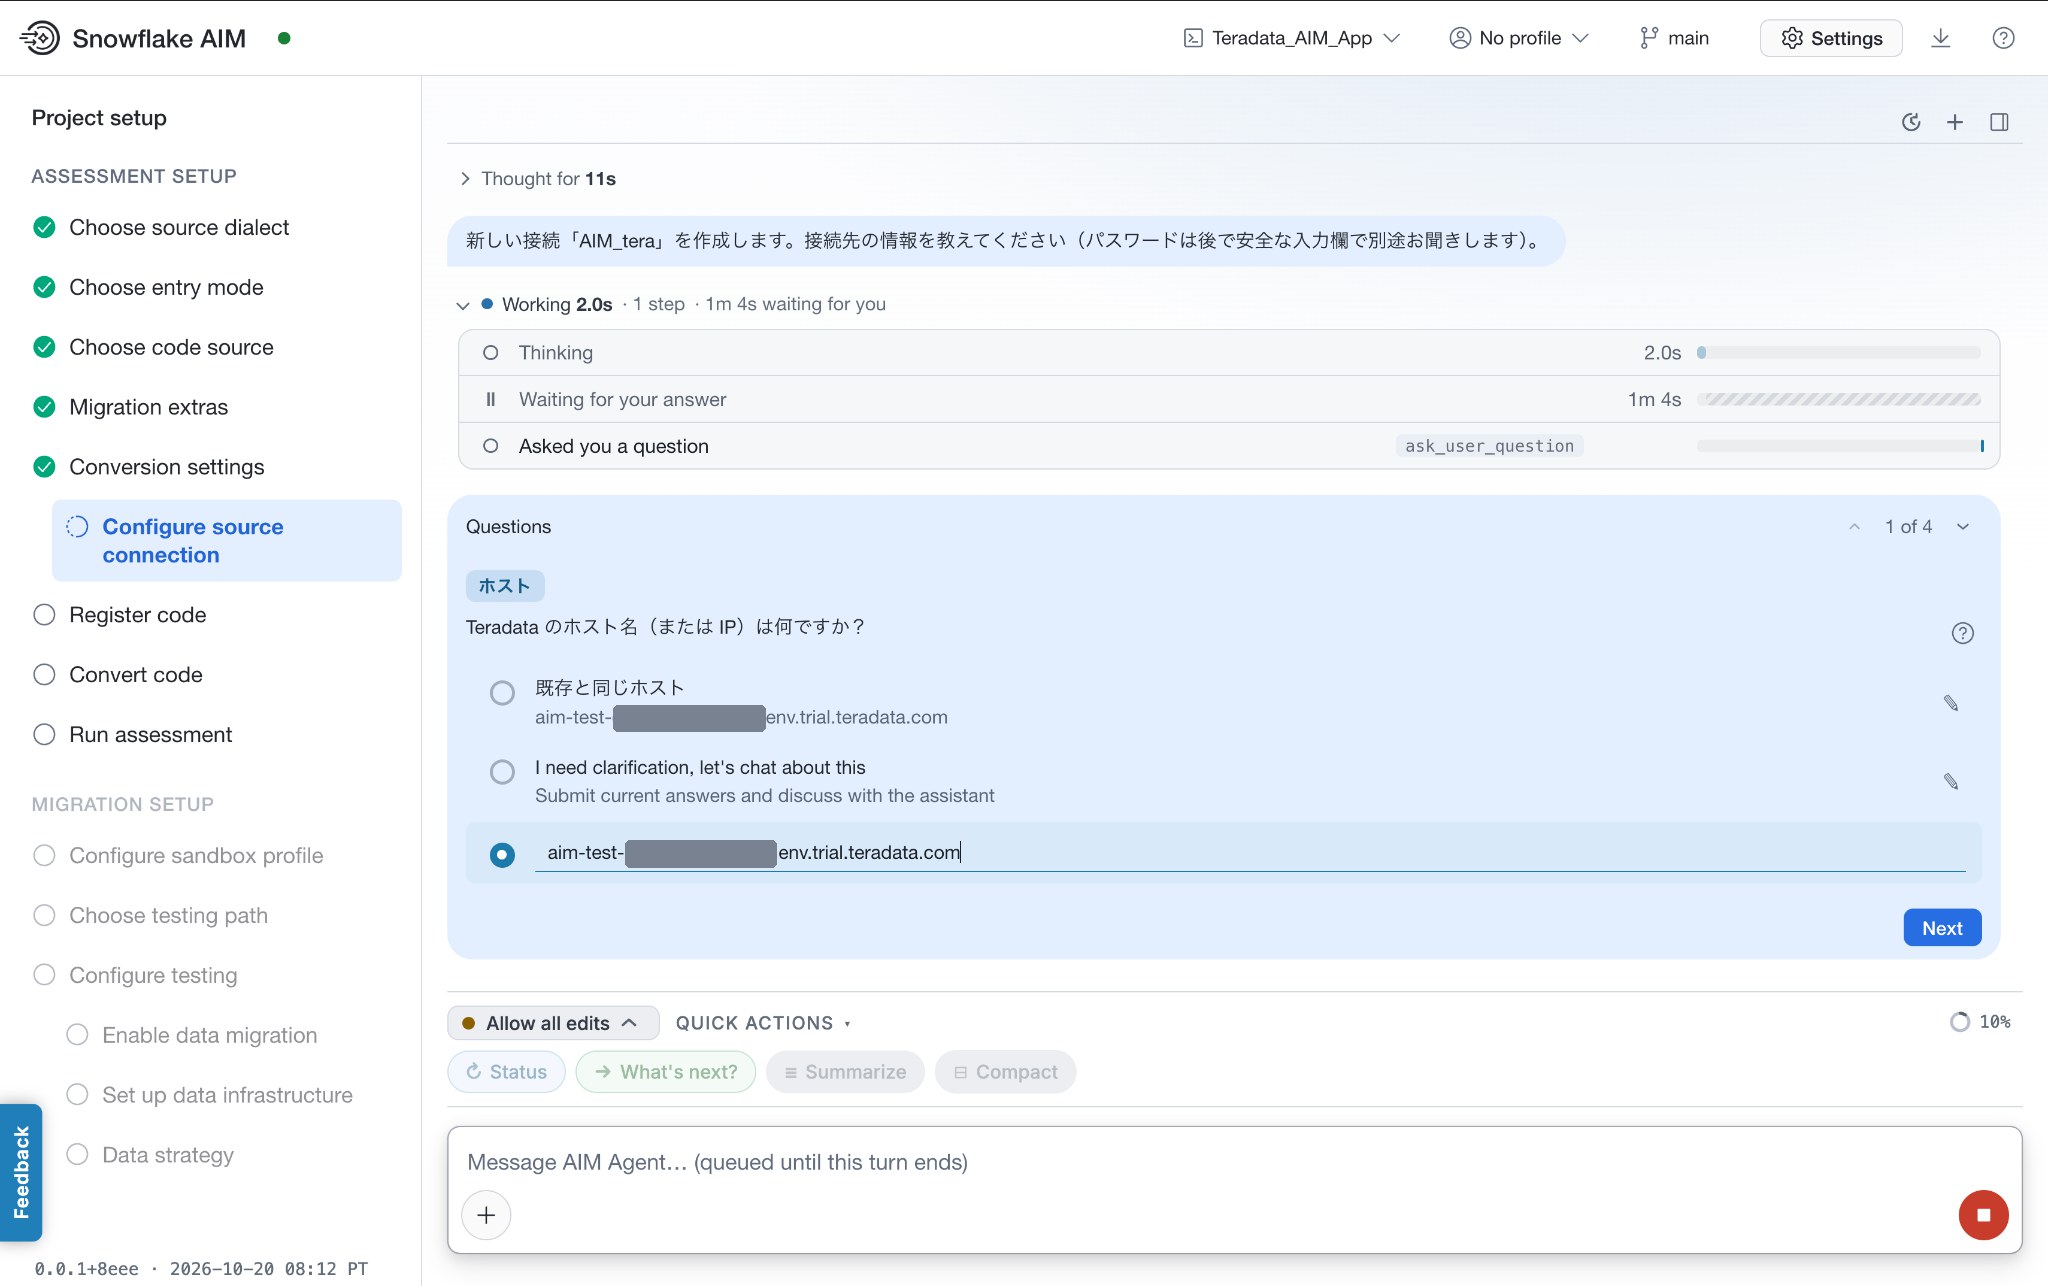 Snowflake AIM
Teradata_AIM_App
No profile
main
Settings
Project setup
ASSESSMENT SETUP
Choose source dialect
Choose entry mode
Choose code source
Migration extras
Conversion settings
Configure source
connection
Register code
Convert code
Run assessment
MIGRATION SETUP
Configure sandbox profile
Choose testing path
Configure testing
Enable data migration
Set up data infrastructure
Data strategy
Feedback
0.0.1+8eee · 2026-10-20 08:12 PT
Thought for 11s
新しい接続「AIM_tera」を作成します。接続先の情報を教えてください（パスワードは後で安全な入力欄で別途お聞きします）。
Working 2.0s · 1 step · 1m 4s waiting for you
Thinking 2.0s
Waiting for your answer 1m 4s
Asked you a question ask_user_question
Questions 1 of 4
ホスト
Teradata のホスト名（または IP）は何ですか？
既存と同じホスト
aim-test- env.trial.teradata.com
I need clarification, let's chat about this
Submit current answers and discuss with the assistant
aim-test- env.trial.teradata.com
Next
Allow all edits QUICK ACTIONS 10%
Status What's next? Summarize Compact
Message AIM Agent... (queued until this turn ends)